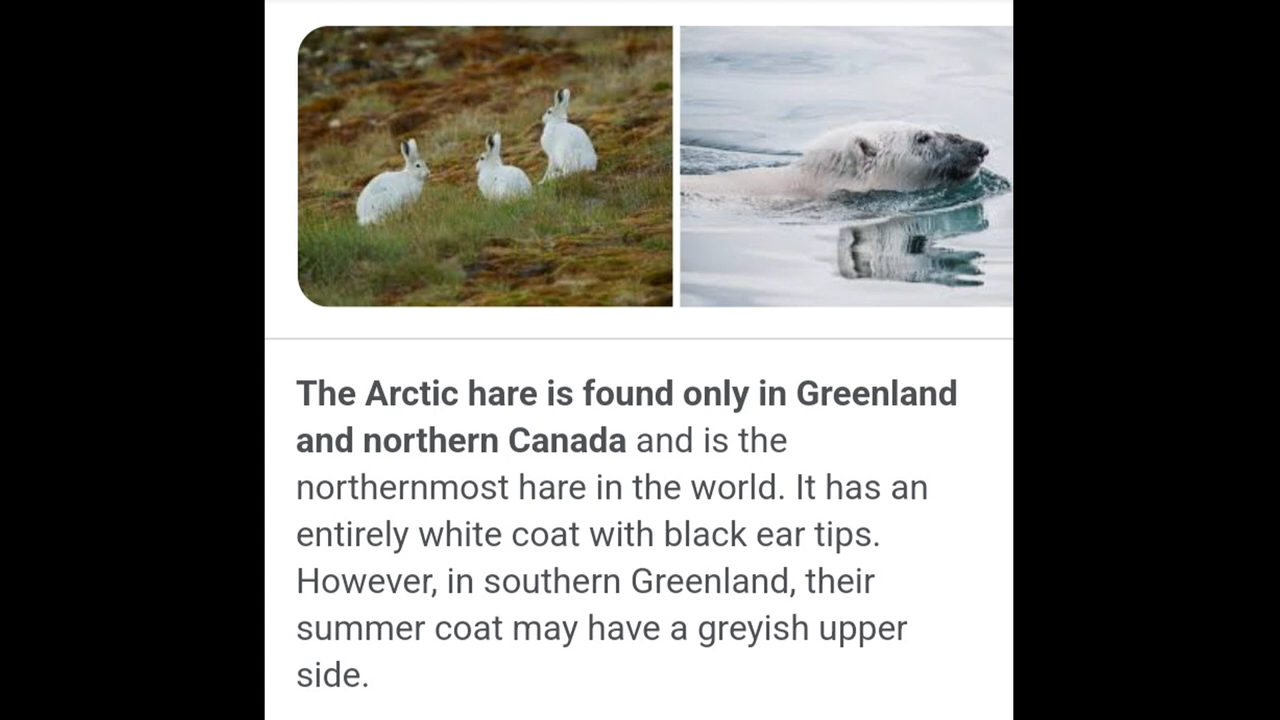 The Arctic hare is found only in Greenland
and northern Canada and is the
northernmost hare in the world. It has an
entirely white coat with black ear tips.
However, in southern Greenland, their
summer coat may have a greyish upper
side.